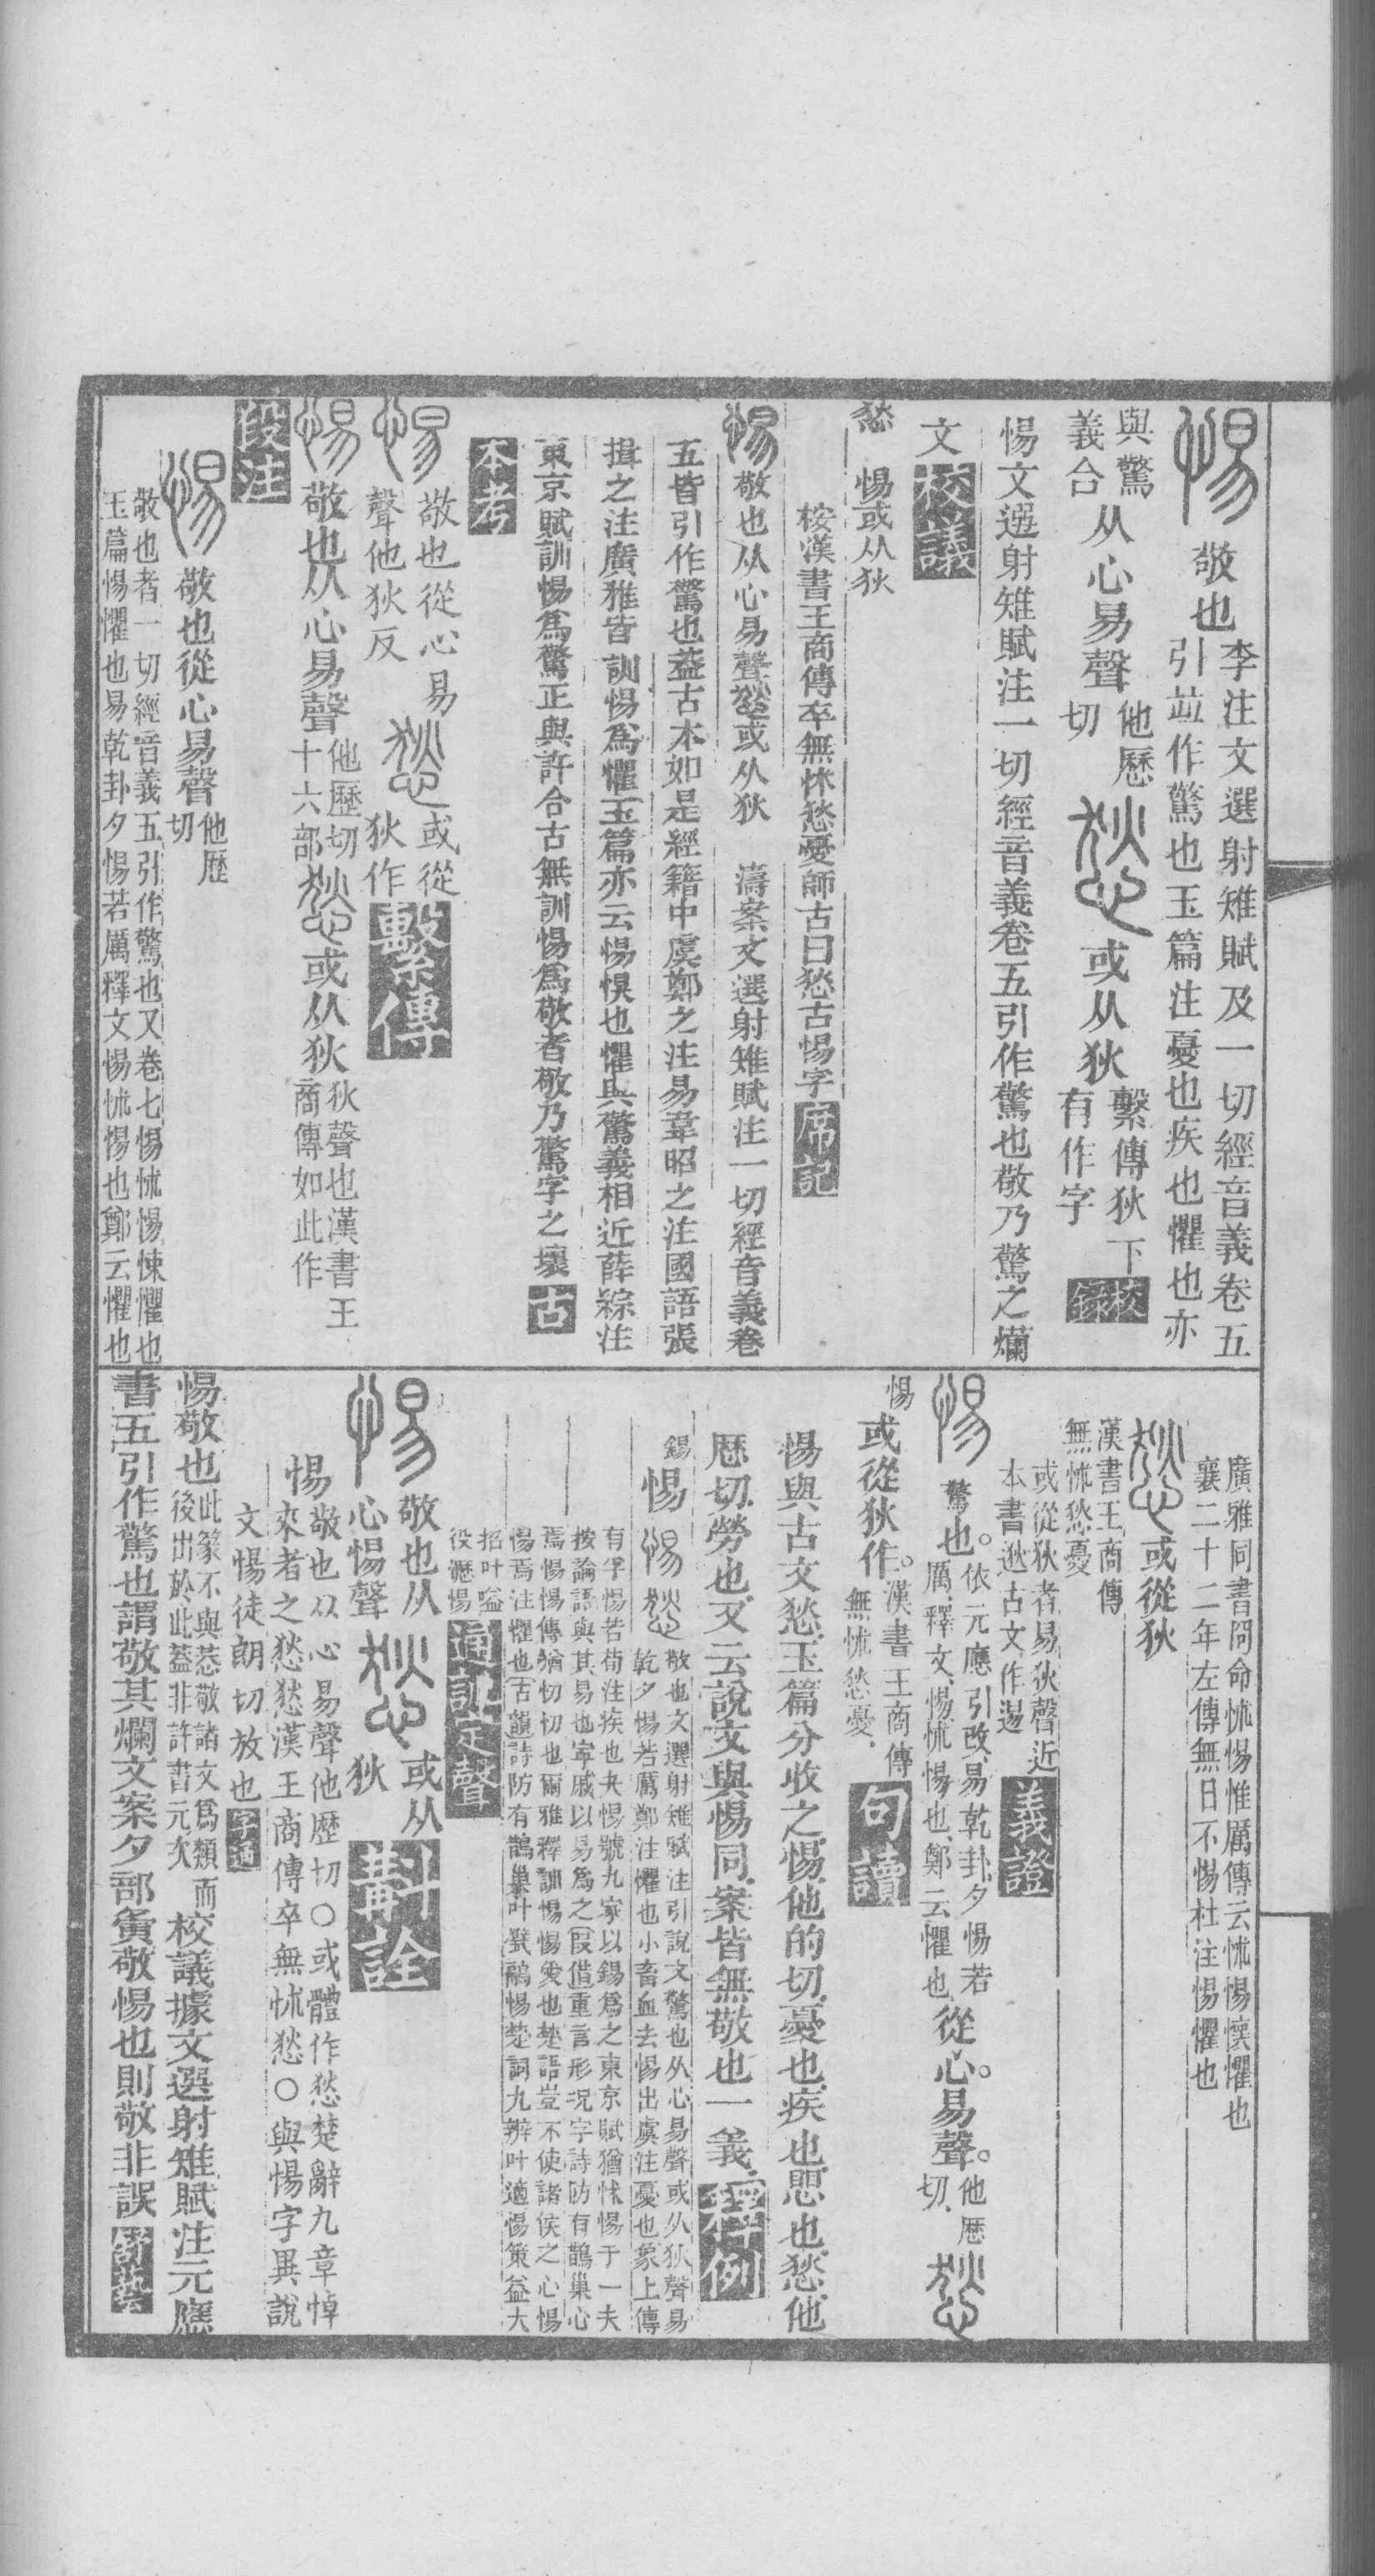 惕 敬也李注文選射雉賦及一切經音義卷五
引竝作驚也玉篇注憂也疾也懼也亦
與驚
義合从心易聲他歷
切 悐 或从狄繫傳狄下
有作字校
錄
惕文選射雉賦注一切經音義卷五引作驚也敬乃驚之爛
文校議
悐 惕或从狄
桉漢書王商傳卒無怵悐憂師古曰悐古惕字席記
惕敬也从心易聲悐或从狄 濤案文選射雉賦注一切經音義卷
五皆引作驚也葢古本如是經籍中虞鄭之注易韋昭之注國語張
揖之注廣雅皆訓惕爲懼玉篇亦云惕悞也懼與驚義相近薛綜注
東京賦訓惕爲驚正與許合古無訓惕爲敬者敬乃驚字之壞古
本考
惕 敬也從心易
聲他狄反 悐 或從
狄作繫傳
惕敬也从心易聲他歷切
十六部悐或从狄狄聲也漢書王
商傳如此作
段注
惕 敬也從心易聲他歷
切
敬也者一切經音義五引作驚也又卷七惕怵惕悚懼也
玉篇惕懼也易乾卦夕惕若厲釋文惕怵惕也鄭云懼也
廣雅同書冏命怵惕惟厲傳云怵惕懷懼也
襄二十二年左傳無日不惕杜注惕懼也
悐或從狄
漢書王商傳
無怵悐憂
或從狄者易狄聲近
本書逖古文作逷義證
惕 驚也。依元應引改、易乾卦、夕惕若
厲、釋文、惕怵惕也、鄭云懼也從心。易聲。他歷
切、悐
惕或從狄作。漢書王商傳
無怵悐憂、句讀
惕與古文悐玉篇分收之惕他的切憂也疾也思也悐他
歷切勞也又云說文與惕同案皆無敬也一義釋例
錫惕 惕 悐 敬也文選射雉賦注引說文驚也从心易聲或从狄聲易
乾夕惕若厲鄭注懼也小畜血去惕出虞注憂也象上傳
有孚惕若荀注疾也夬惕號九家以錫爲之東京賦猶怵惕于一夫
按論語與其易也寧戚以易爲之叚借重言形況字詩防有鵲巢心
焉惕惕傳猶忉忉也爾雅釋訓惕惕愛也楚語豈不使諸侯之心惕
惕焉注懼也古韻詩防有鵲巢叶甓鷊惕楚詞九辨叶適惕策益大
招叶嗌
役瀝惕通訓定聲
惕 敬也从
心惕聲 悐 或从
狄斠詮
惕敬也从心易聲他歷切〇或體作悐楚辭九章悼
來者之悐悐漢王商傳卒無怵悐〇與惕字異說
文惕徒朗切放也字通
惕敬也此篆不與惎敬諸文爲類而
後出於此蓋非許書元次校議據文選射雉賦注元應
書五引作驚也謂敬其爛文案夕部夤敬惕也則敬非誤舒蓺